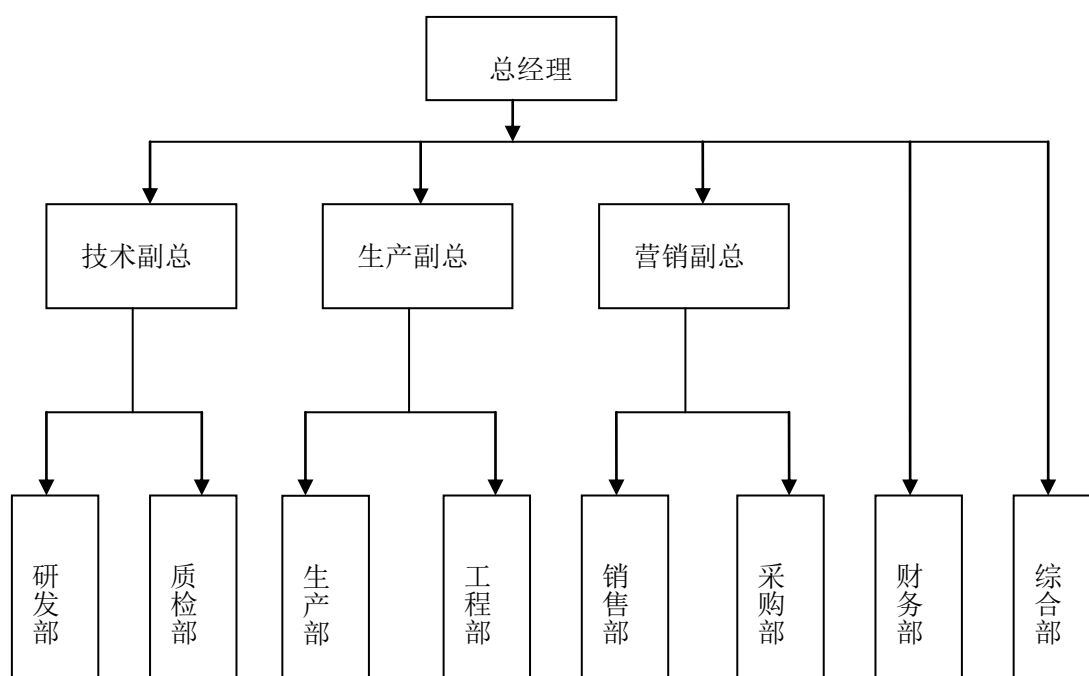 总经理
技术副总
生产副总
营销副总
研发部
质检部
生产部
工程部
销售部
采购部
财务部
综合部